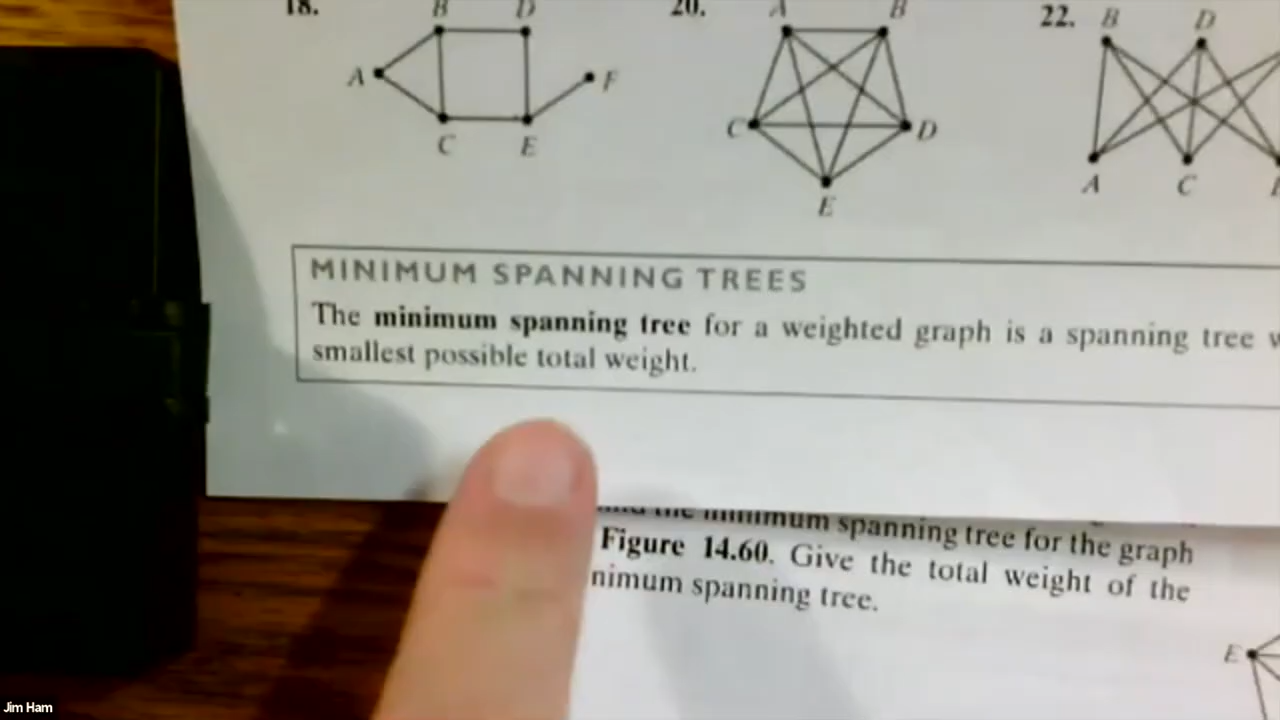 18.
B
D
A
F
C
E
20.
A
B
C
D
E
22.
B
D
A
C
MINIMUM SPANNING TREES
The minimum spanning tree for a weighted graph is a spanning tree
smallest possible total weight.
minimum spanning tree for the graph
Figure 14.60. Give the total weight of the
nimum spanning tree.
E
Jim Ham